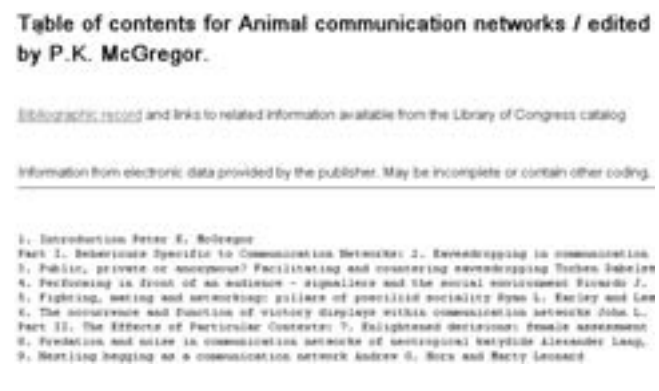 Table of contents for Animal communication networks / edited
by P.K. McGregor.
Bibliographic record and links to related information available from the Library of Congress catalog
Information from electronic data provided by the publisher. May be incomplete or contain other coding.
1. Introduction Peter K. McGregor
Part I. Behaviours Specific to Communication Networks: 2. Eavesdropping in communication
3. Public, private or anonymous? Facilitating and countering eavesdropping Torben Dabelste
4. Performing in front of an audience - signallers and the social environment Ricardo J.
5. Fighting, mating and networking: pillars of poeciliid sociality Ryan L. Earley and Lee
6. The occurrence and function of victory displays within communication networks John L.
Part II. The Effects of Particular Contexts: 7. Enlightened decisions: female assessment
8. Predation and noise in communication networks of neotropical katydids Alexander Lang,
9. Nestling begging as a communication network Andrew G. Horn and Marty Leonard